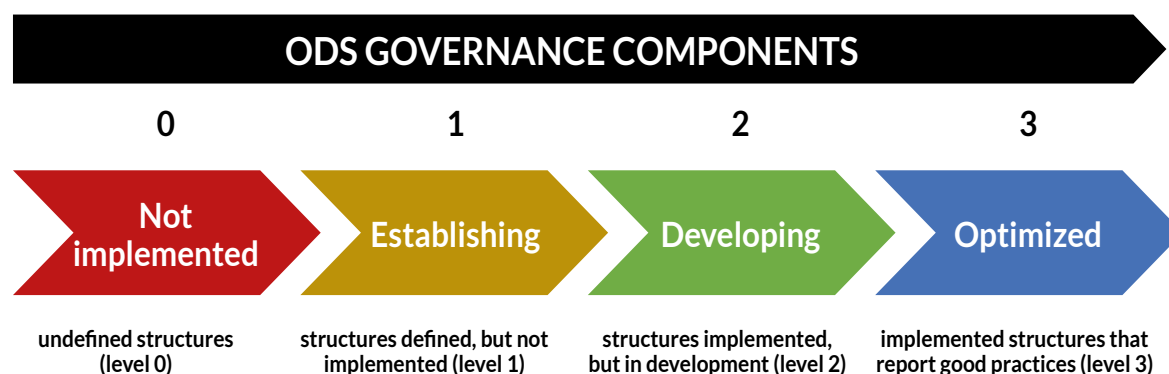 ODS GOVERNANCE COMPONENTS
0
1
2
3
Not
implemented
Establishing
Developing
Optimized
undefined structures
(level 0)
structures defined, but not
implemented (level 1)
structures implemented,
but in development (level 2)
implemented structures that
report good practices (level 3)